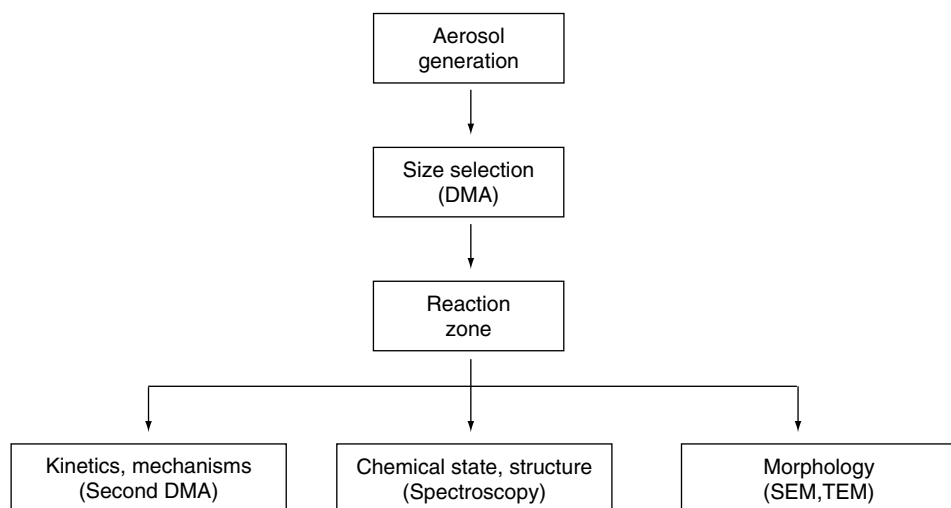 Aerosol
generation
Size selection
(DMA)
Reaction
zone
Kinetics, mechanisms
(Second DMA)
Chemical state, structure
(Spectroscopy)
Morphology
(SEM,TEM)